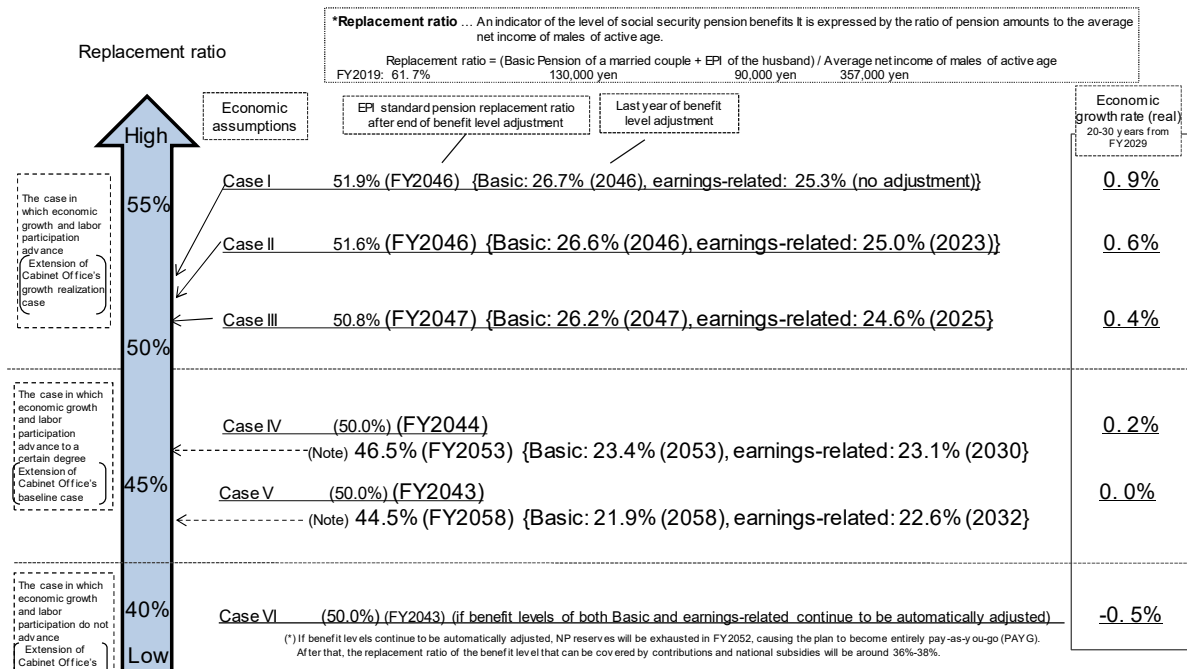 *Replacement ratio … An indicator of the level of social security pension benefits It is expressed by the ratio of pension amounts to the average
net income of males of active age.
Replacement ratio = (Basic Pension of a married couple + EPI of the husband) / Average net income of males of active age
FY2019: 61.7% 130,000 yen 90,000 yen 357,000 yen
Replacement ratio
Economic
assumptions
EPI standard pension replacement ratio
after end of benefit level adjustment
Last year of benefit
level adjustment
Economic
growth rate (real)
20-30 years from
FY2029
High
55%
50%
45%
40%
Low
The case in
which economic
growth and labor
participation
advance
Extension of
Cabinet Office's
growth realization
case
Case I 51.9% (FY2046) {Basic: 26.7% (2046), earnings-related: 25.3% (no adjustment)} 0.9%
Case II 51.6% (FY2046) {Basic: 26.6% (2046), earnings-related: 25.0% (2023)} 0.6%
Case III 50.8% (FY2047) {Basic: 26.2% (2047), earnings-related: 24.6% (2025} 0.4%
The case in which
economic growth
and labor
participation
advance to a
certain degree
Extension of
Cabinet Office's
baseline case
Case IV (50.0%) (FY2044) 0.2%
(Note) 46.5% (FY2053) {Basic: 23.4% (2053), earnings-related: 23.1% (2030}
Case V (50.0%) (FY2043) 0.0%
(Note) 44.5% (FY2058) {Basic: 21.9% (2058), earnings-related: 22.6% (2032}
The case in which
economic growth
and labor
participation do not
advance
Extension of
Cabinet Office's
Case VI (50.0%) (FY2043) (if benefit levels of both Basic and earnings-related continue to be automatically adjusted) -0.5%
(*) If benefit levels continue to be automatically adjusted, NP reserves will be exhausted in FY2052, causing the plan to become entirely pay-as-you-go (PAYG).
After that, the replacement ratio of the benefit level that can be covered by contributions and national subsidies will be around 36%-38%.